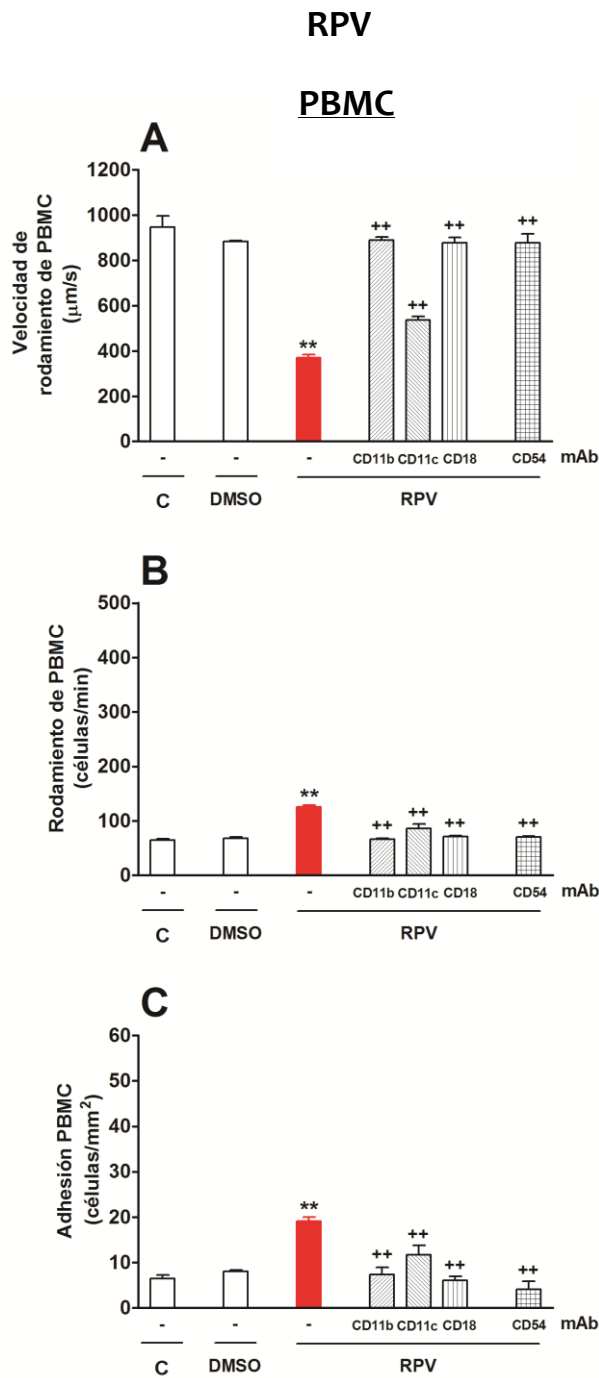 RPV
PBMC
A
Velocidad de
rodamiento de PBMC
(µm/s)
1200
1000
800
600
400
200
0
** ++ ++ ++ ++
- - - CD11b CD11c CD18 CD54 mAb
C DMSO RPV
B
Rodamiento de PBMC
(células/min)
500
400
300
200
100
0
** ++ ++ ++ ++
- - - CD11b CD11c CD18 CD54 mAb
C DMSO RPV
C
Adhesión PBMC
(células/mm²)
60
50
40
30
20
10
0
** ++ ++ ++ ++
- - - CD11b CD11c CD18 CD54 mAb
C DMSO RPV